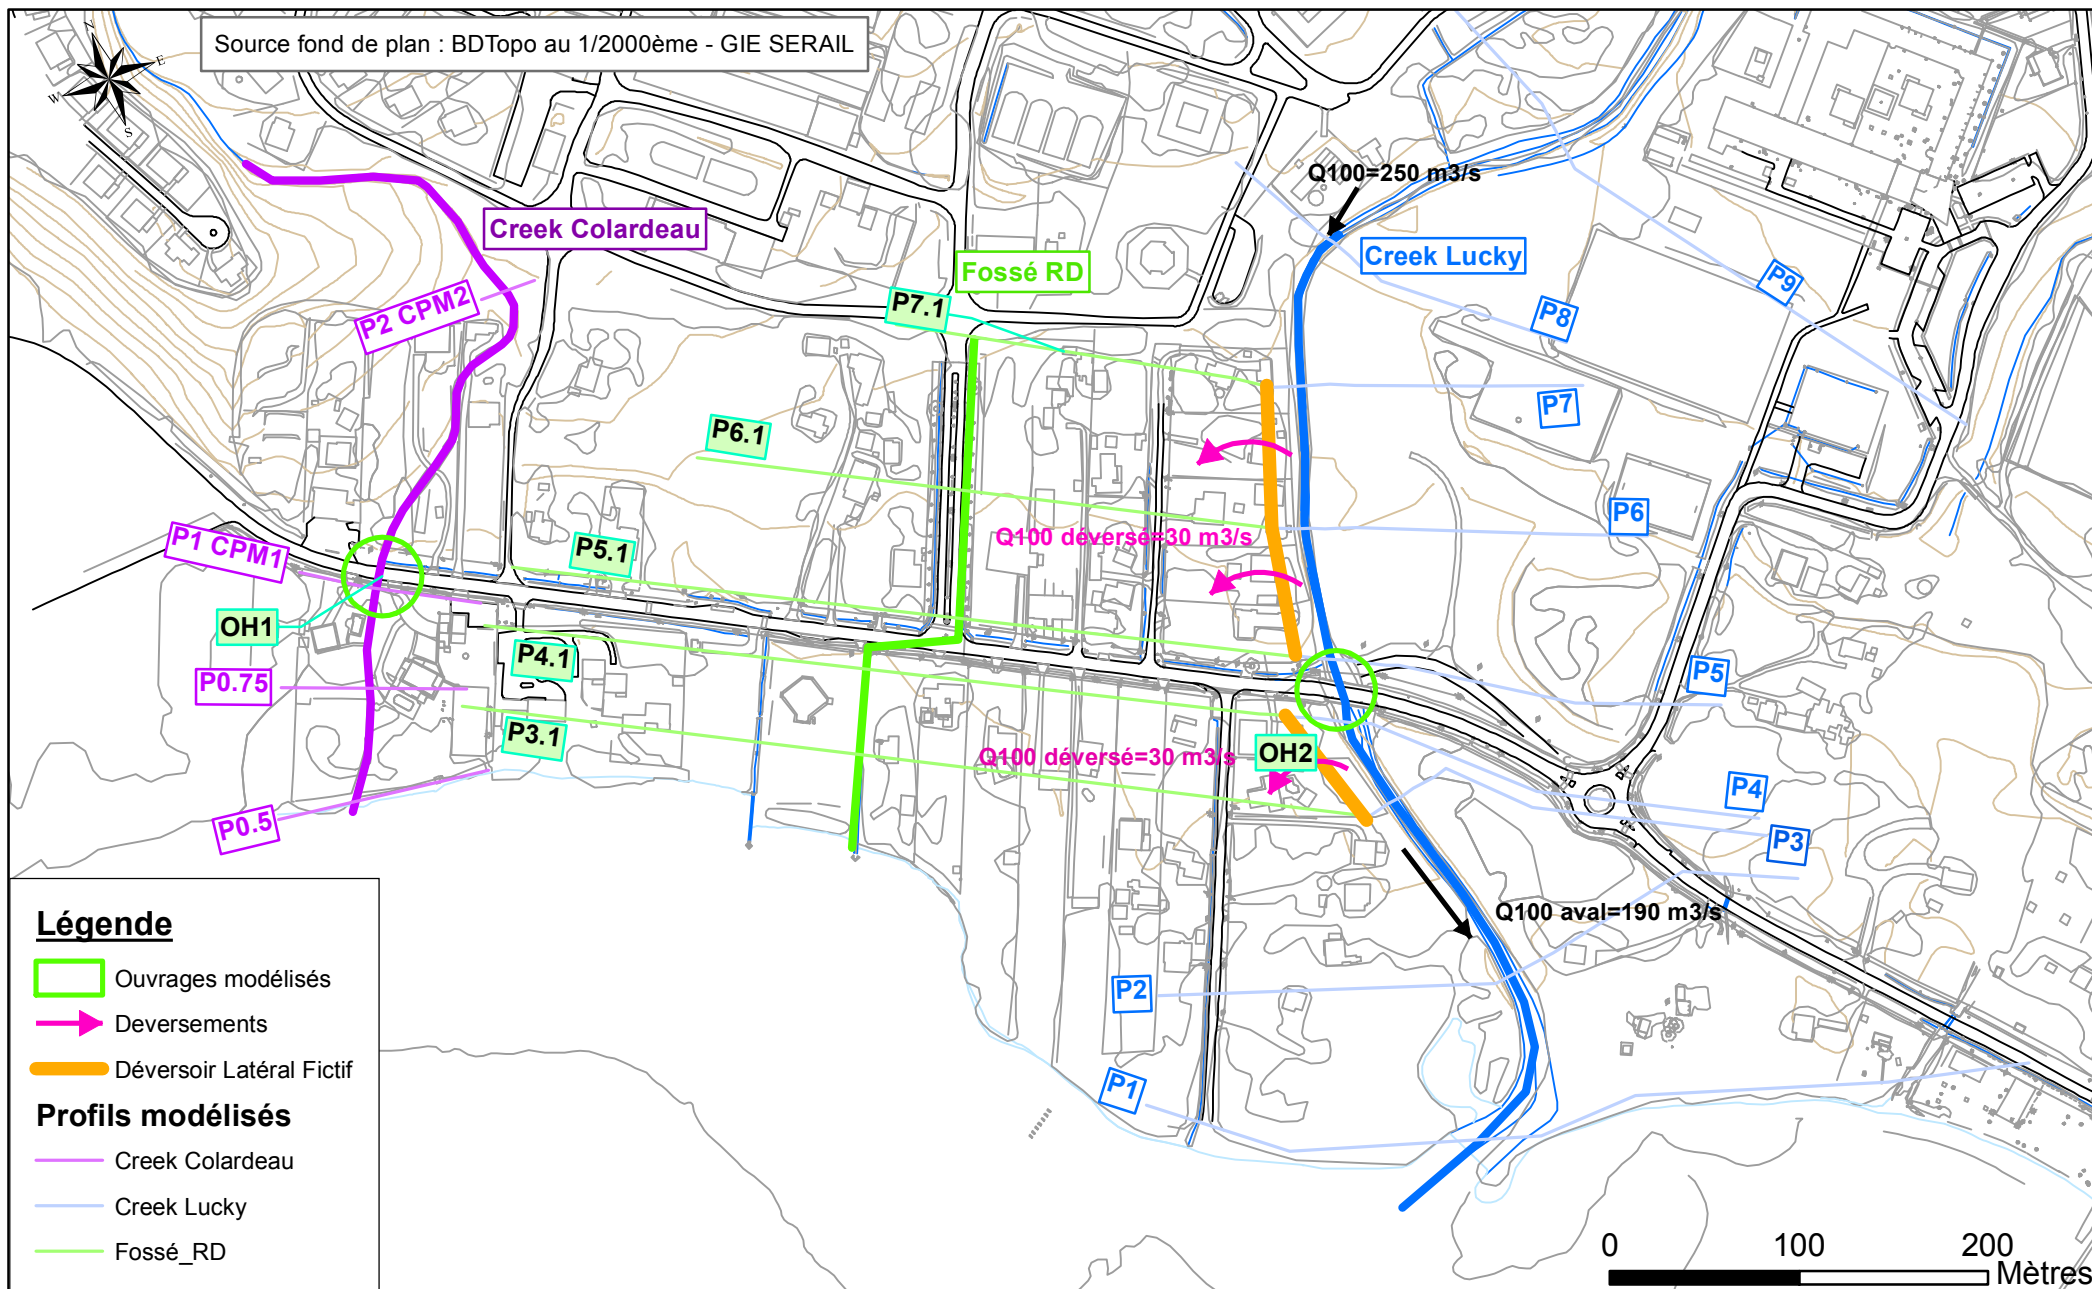 Source fond de plan : BDTopo au 1/2000ème - GIE SERAIL
N
E
W
S
Q100=250 m3/s
Creek Colardeau
Creek Lucky
Fossé RD
P9
P2 CPM2
P7.1
P8
P7
P6.1
P6
P1 CPM1
Q100 déversé=30 m3/s
P5.1
OH1
P4.1
P5
P0.75
P3.1
Q100 déversé=30 m3/s
OH2
P4
P0.5
P3
Q100 aval=190 m3/s
P2
P1
Légende
Ouvrages modélisés
Deversements
Déversoir Latéral Fictif
Profils modélisés
Creek Colardeau
Creek Lucky
Fossé_RD
0 100 200
Mètres